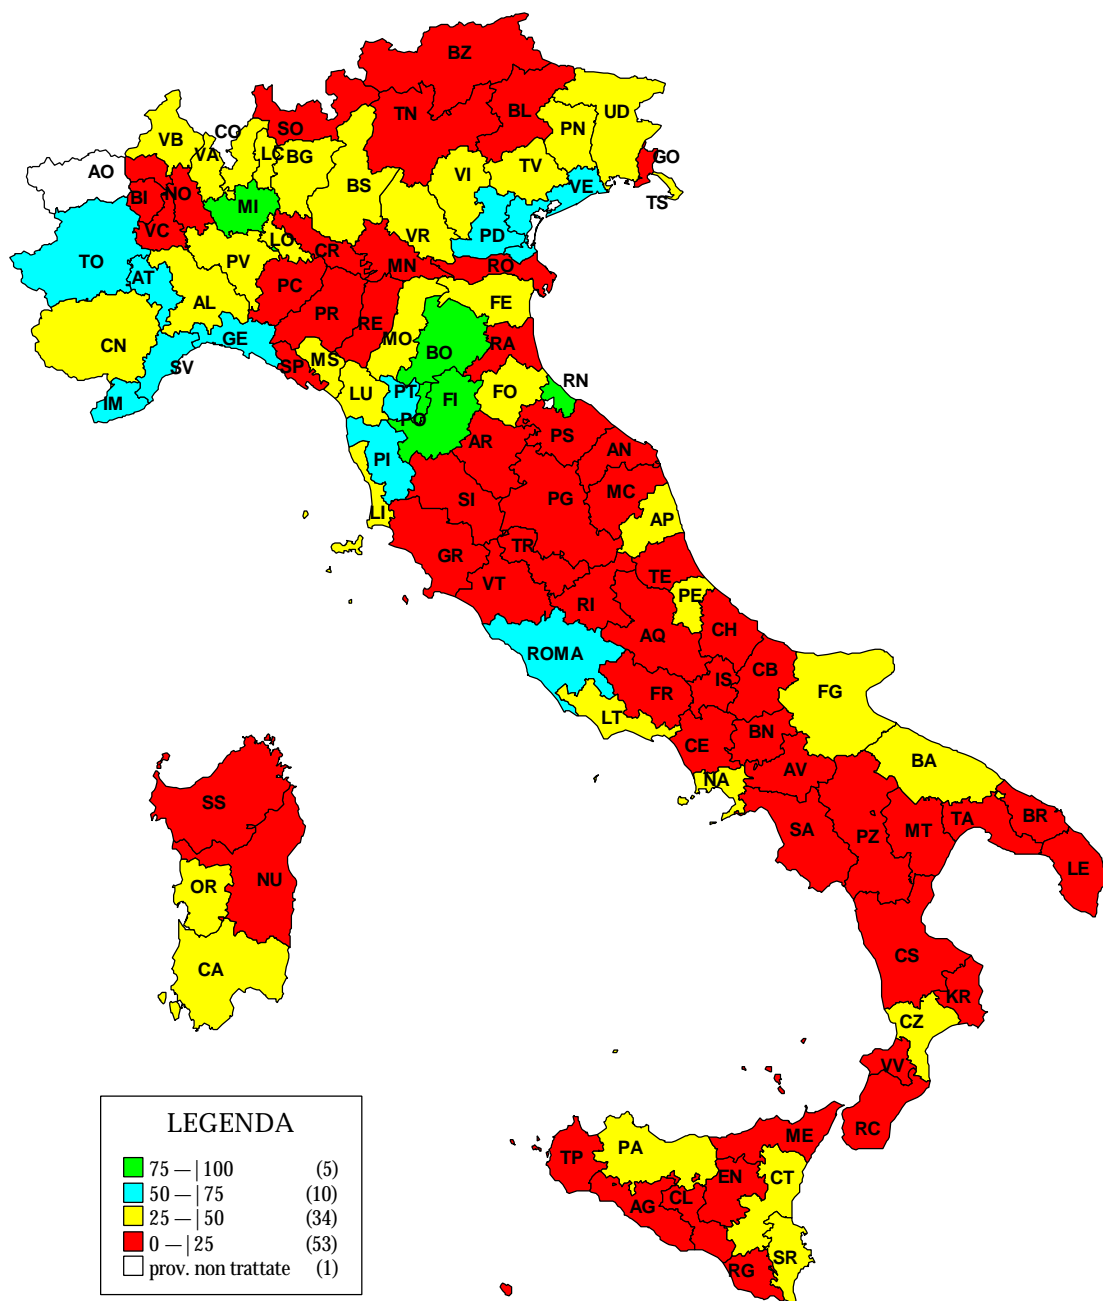 BZ
BL
TN
SO
UD
PN
CO
VB
VA
LC
BG
GO
AO
TV
VI
BS
VE
BI
NO
TS
MI
VC
PD
VR
LO
CR
TO
PV
MN
RO
AT
PC
AL
FE
PR
RE
GE
MO
RA
CN
BO
MS
SV
SP
RN
LU
PT
FI
FO
IM
PO
PS
AR
AN
PI
MC
SI
PG
LI
AP
TR
GR
TE
VT
PE
RI
CH
AQ
ROMA
CB
IS
FR
FG
LT
BN
CE
BA
AV
NA
SS
BR
TA
SA
MT
PZ
LE
NU
OR
CS
CA
KR
CZ
VV
LEGENDA
RC
ME
PA
TP
75 —| 100 (5)
EN
CT
50 —| 75 (10)
CL
AG
25 —| 50 (34)
0 —| 25 (53)
SR
prov. non trattate (1)
RG